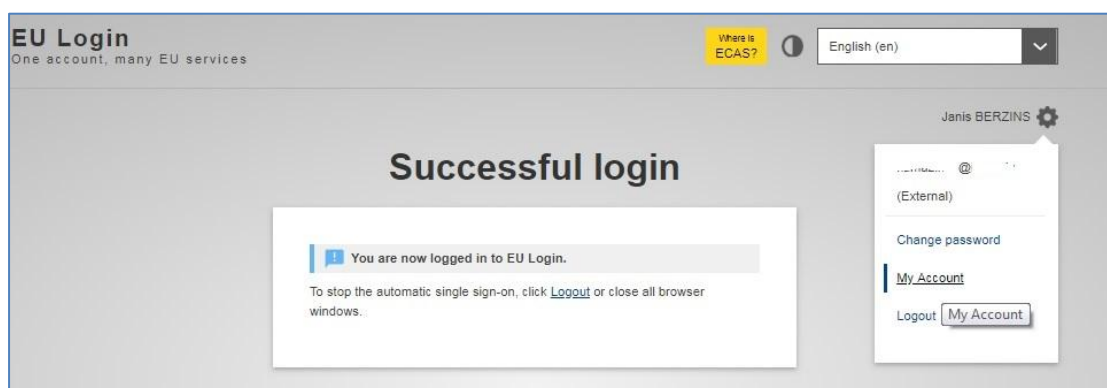 EU Login
One account, many EU services
Where is
ECAS?
English (en)
Janis BERZINS
Successful login
@
(External)
You are now logged in to EU Login.
To stop the automatic single sign-on, click Logout or close all browser
windows.
Change password
My Account
Logout
My Account